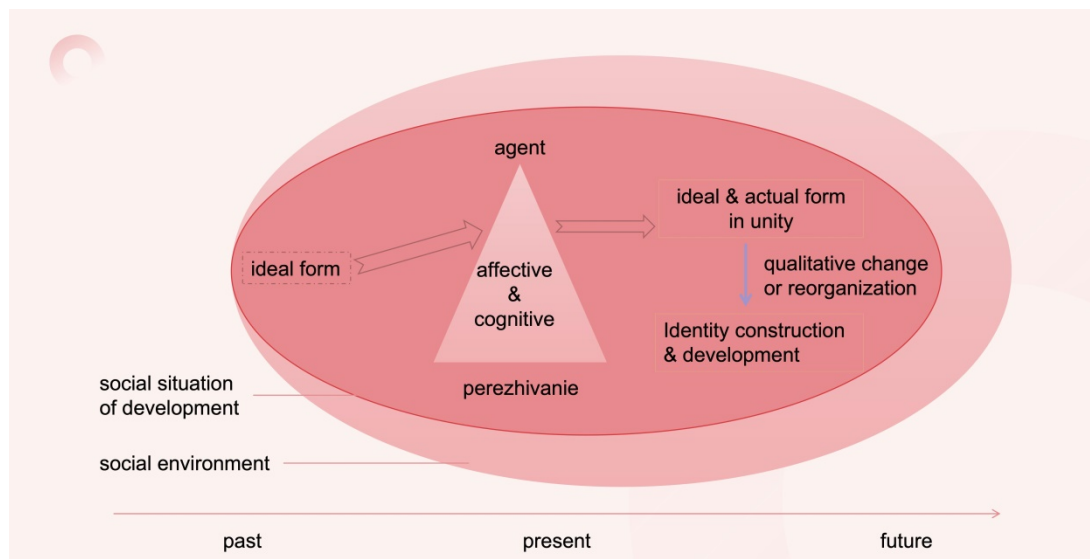 agent
ideal & actual form
in unity
ideal form
affective
&
cognitive
qualitative change
or reorganization
Identity construction
& development
perezhivanie
social situation
of development
social environment
past
present
future